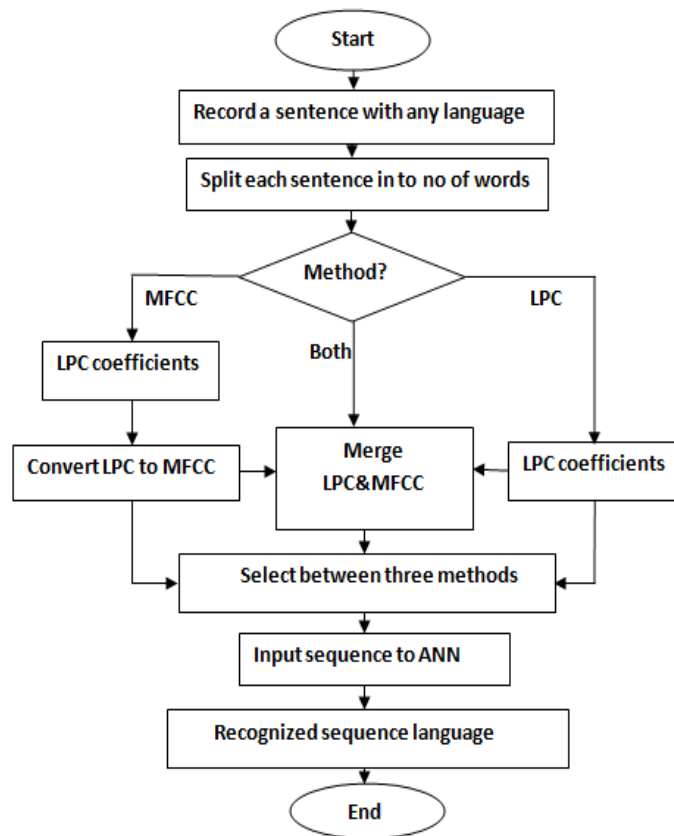 Start
Record a sentence with any language
Split each sentence in to no of words
Method?
MFCC
LPC
Both
LPC coefficients
Convert LPC to MFCC
Merge
LPC&MFCC
LPC coefficients
Select between three methods
Input sequence to ANN
Recognized sequence language
End